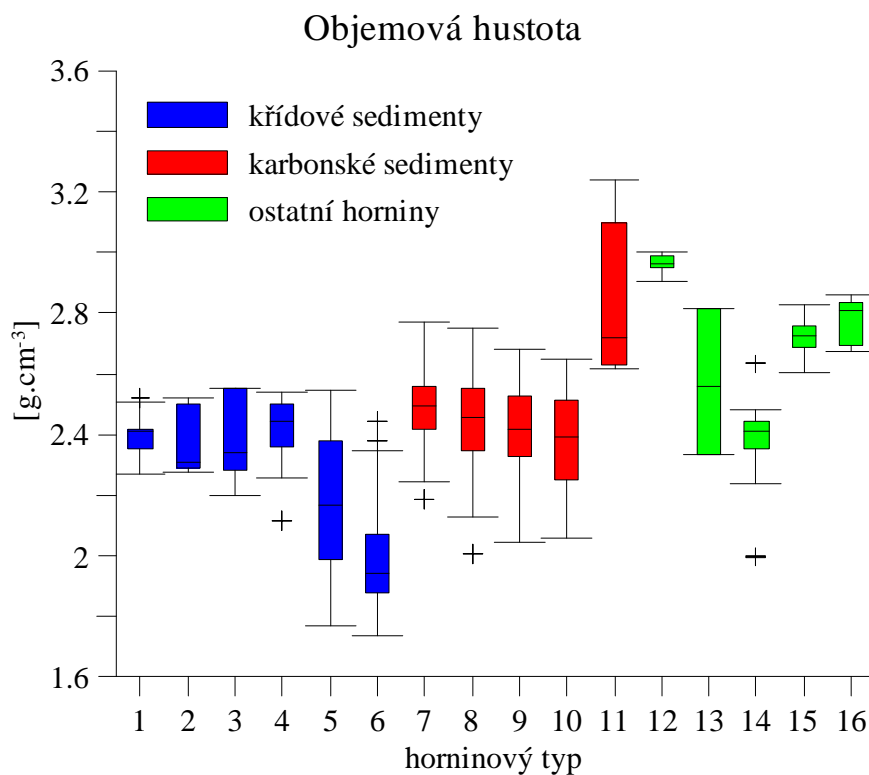 Objemová hustota
3.6
3.2
2.8
2.4
2
1.6
[g.cm-3]
křídové sedimenty
karbonské sedimenty
ostatní horniny
1 2 3 4 5 6 7 8 9 10 11 12 13 14 15 16
horninový typ